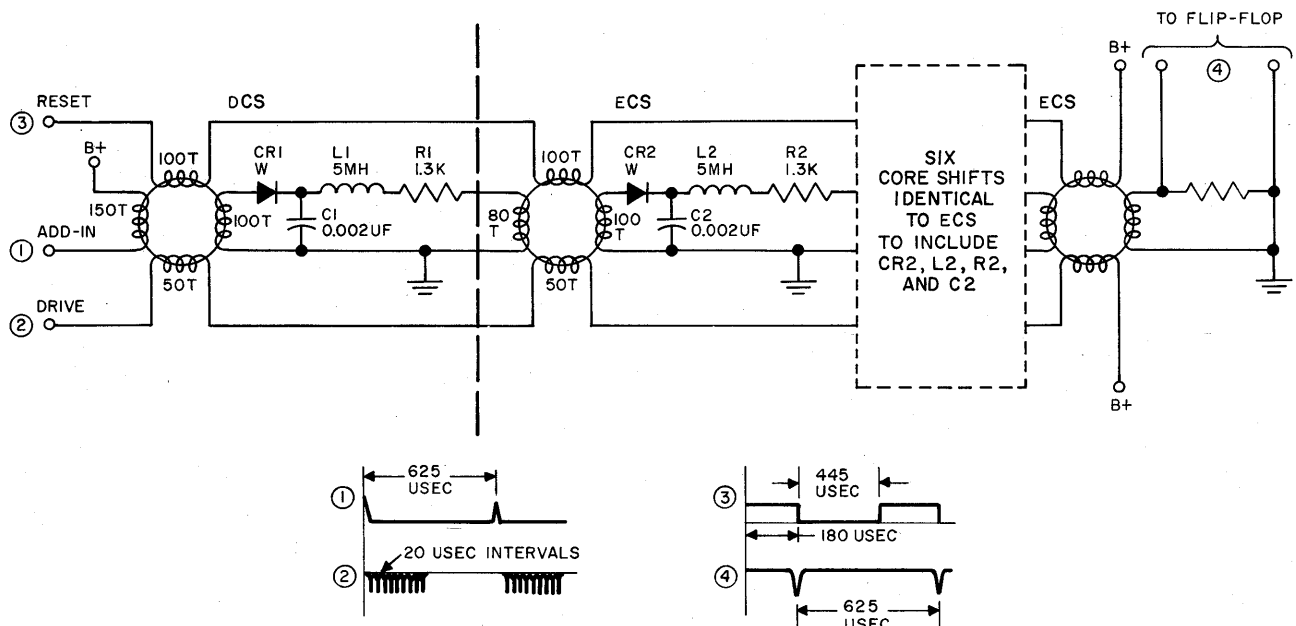 TO FLIP-FLOP
B+
④
RESET
③
DCS
ECS
ECS
B+
100T
CR1
W
L1
5MH
R1
1.3K
100T
CR2
W
L2
5MH
R2
1.3K
SIX
CORE SHIFTS
IDENTICAL
TO ECS
TO INCLUDE
CR2, L2, R2,
AND C2
150T
100T
C1
0.002UF
80
T
100
T
C2
0.002UF
ADD-IN
①
50T
50T
DRIVE
②
B+
625
USEC
①
20 USEC INTERVALS
②
445
USEC
③
180 USEC
④
625
USEC